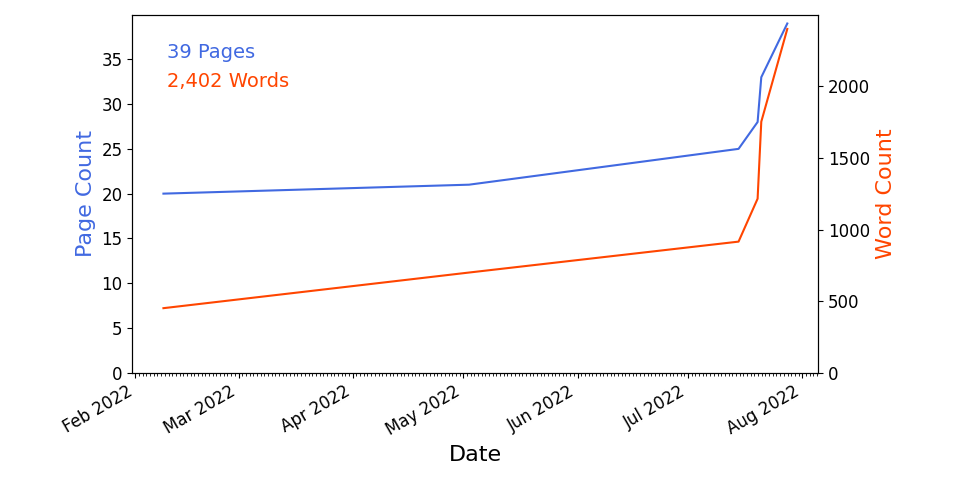 39 Pages
2,402 Words
Page Count
35
30
25
20
15
10
5
0
2000
1500
1000
500
0
Word Count
Feb 2022
Mar 2022
Apr 2022
May 2022
Jun 2022
Jul 2022
Aug 2022
Date